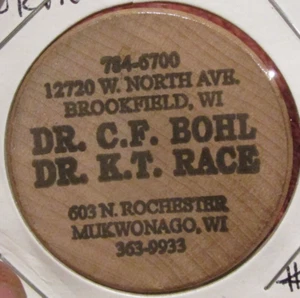 784-6700
12720 W. NORTH AVE.
BROOKFIELD, WI
DR. C.F. BOHL
DR. K.T. RACE
603 N. ROCHESTER
MUKWONAGO, WI
363-9933